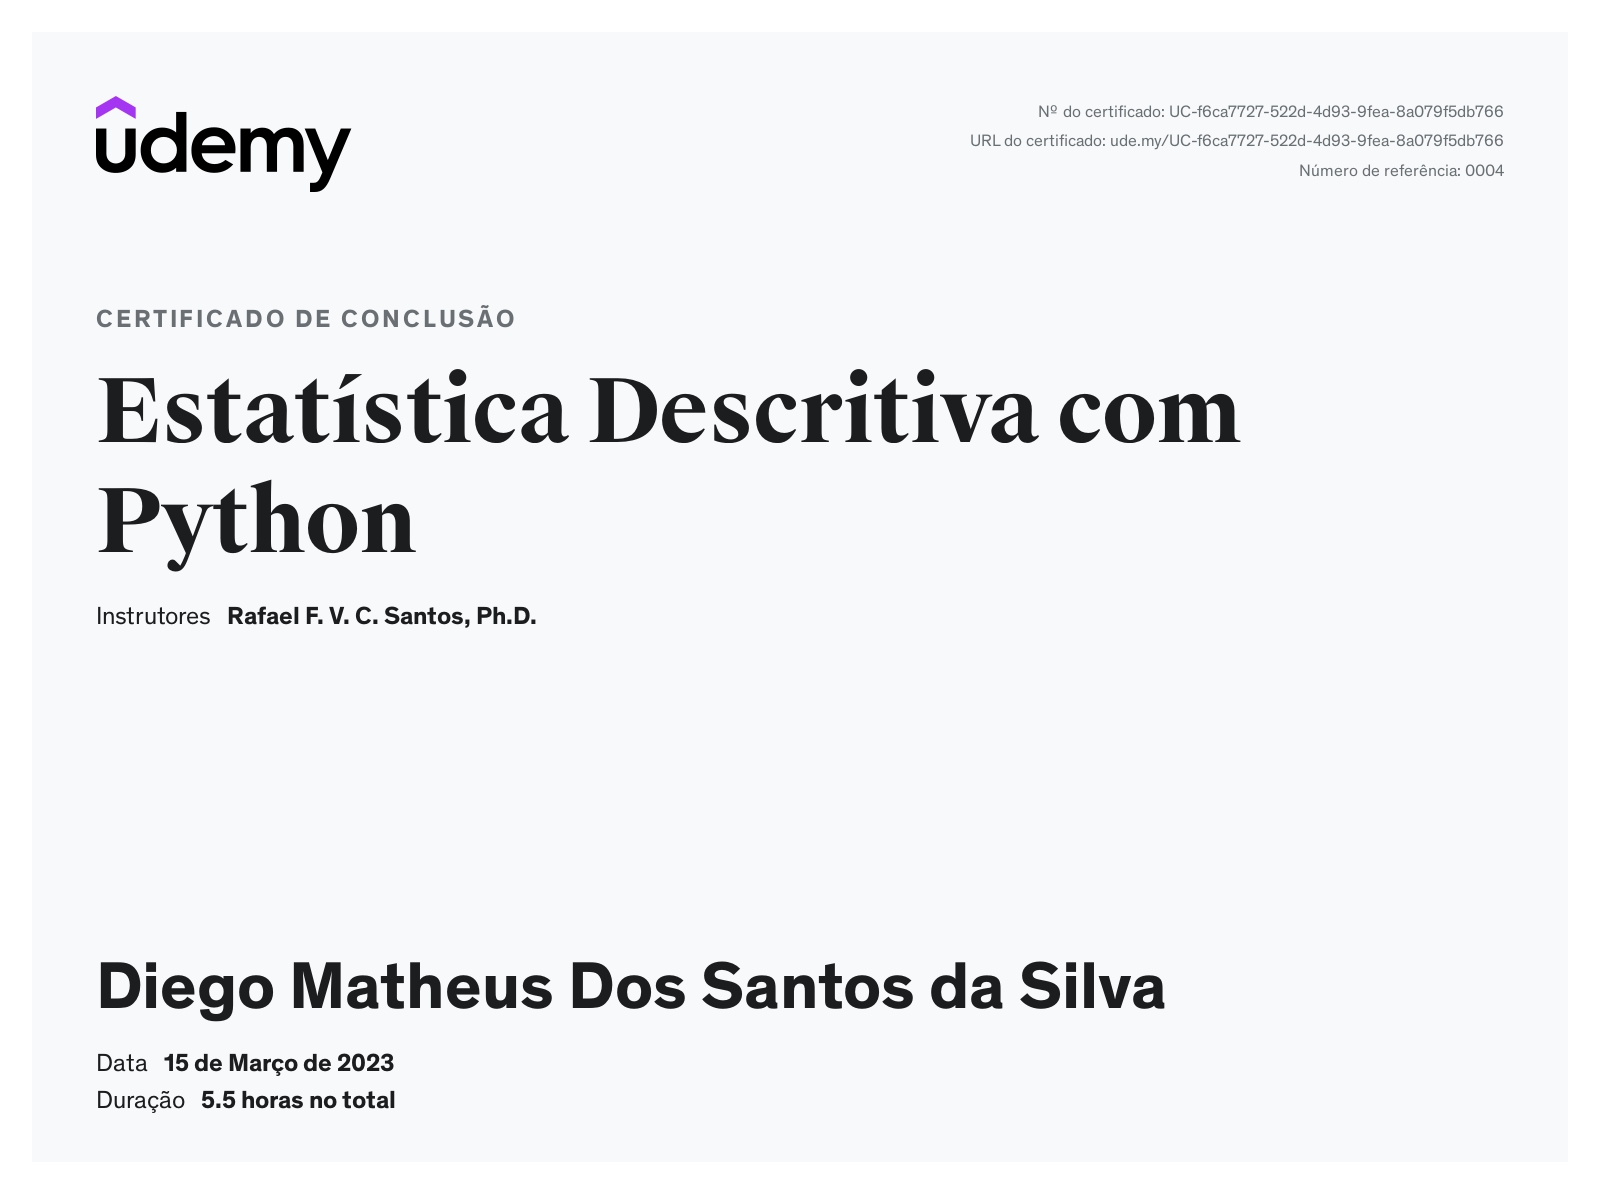 udemy
Nº do certificado: UC-f6ca7727-522d-4d93-9fea-8a079f5db766
URL do certificado: ude.my/UC-f6ca7727-522d-4d93-9fea-8a079f5db766
Número de referência: 0004
CERTIFICADO DE CONCLUSÃO
Estatística Descritiva com
Python
Instrutores Rafael F. V. C. Santos, Ph.D.
Diego Matheus Dos Santos da Silva
Data 15 de Março de 2023
Duração 5.5 horas no total